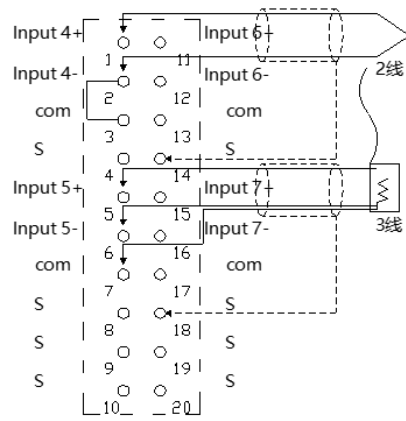 Input 4+ Input 6+
1 11
Input 4- Input 6- 2线
2 12
com com
3 13
S S
4 14
Input 5+ Input 7+
5 15 3线
Input 5- Input 7-
6 16
com com
7 17
S S
8 18
S S
9 19
S S
10 20